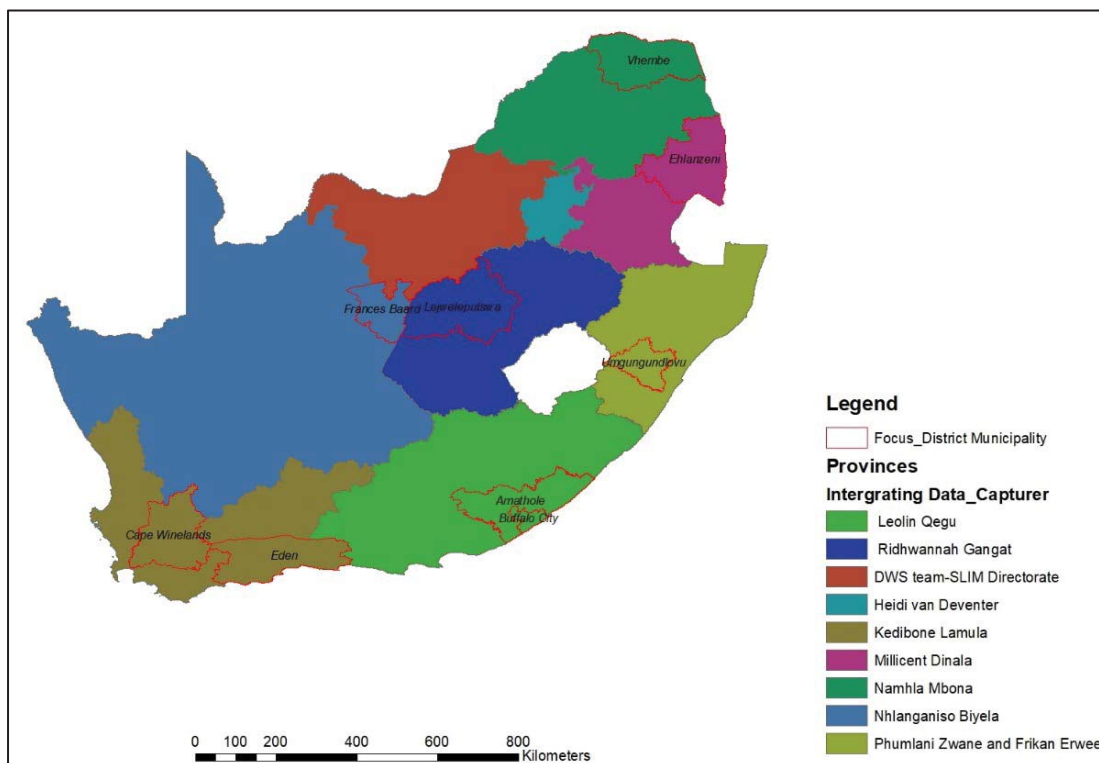 Vhembe
Ehlanzeni
Frances Baard
Lejweleputswa
Umgungundlovu
Amathole
Buffalo City
Cape Winelands
Eden
Legend
Focus_District Municipality
Provinces
Intergrating Data_Capturer
Leolin Qegu
Ridhwannah Gangat
DWS team-SLIM Directorate
Heidi van Deventer
Kedibone Lamula
Millicent Dinala
Namhla Mbona
Nhlanganiso Biyela
Phumlani Zwane and Frikan Erwee
0 50 100 200 400 600 800
Kilometers